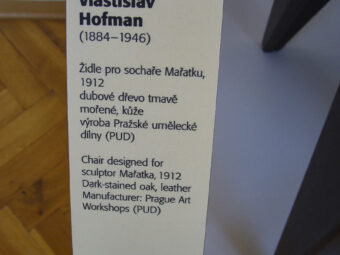 Vlastislav
Hofman
(1884–1946)
Židle pro sochaře Mařatku,
1912
dubové dřevo tmavě
mořené, kůže
výroba Pražské umělecké
dílny (PUD)
Chair designed for
sculptor Mařatka, 1912
Dark-stained oak, leather
Manufacturer: Prague Art
Workshops (PUD)